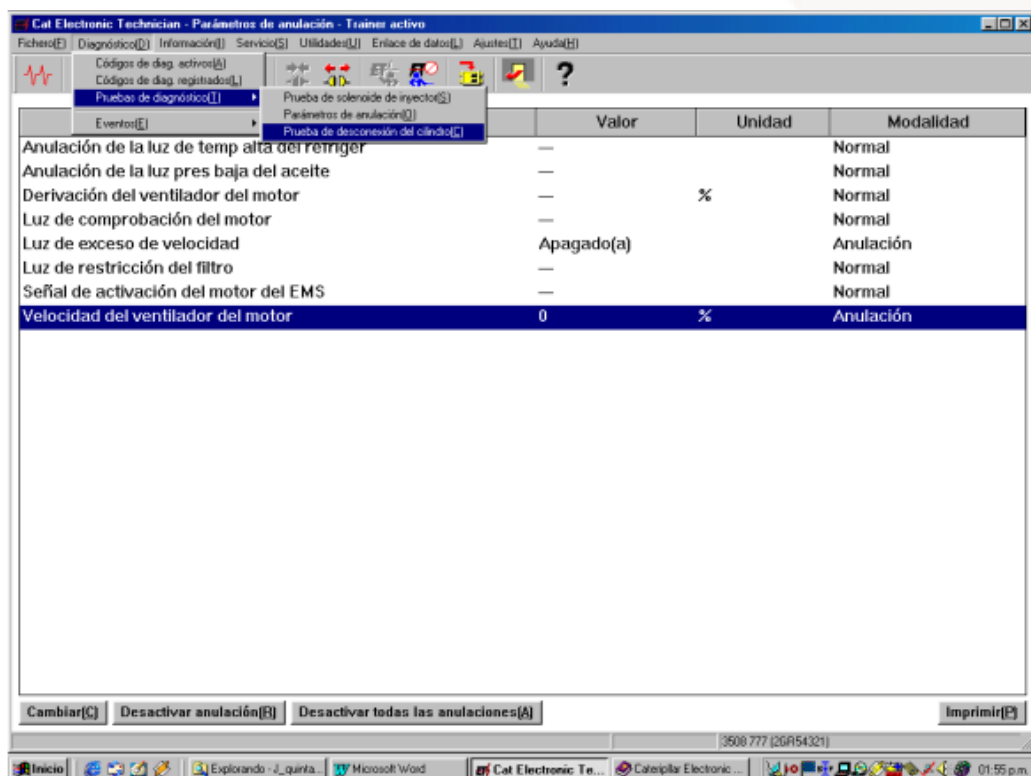 Cat Electronic Technician - Parámetros de anulación - Trainer activo
Fichero[F] Diagnóstico[D] Información[I] Servicio[S] Utilidades[U] Enlace de datos[L] Ajustes[T] Ayuda[H]
Códigos de diag. activos[A]
Códigos de diag. registrados[L]
Pruebas de diagnóstico[T]
Eventos[E]
Prueba de solenoide de inyector[S]
Parámetros de anulación[O]
Prueba de desconexión del cilindro[C]
Valor Unidad Modalidad
Anulación de la luz de temp alta del refriger — Normal
Anulación de la luz pres baja del aceite — Normal
Derivación del ventilador del motor — % Normal
Luz de comprobación del motor — Normal
Luz de exceso de velocidad Apagado(a) Anulación
Luz de restricción del filtro — Normal
Señal de activación del motor del EMS — Normal
Velocidad del ventilador del motor 0 % Anulación
Cambiar[C] Desactivar anulación[R] Desactivar todas las anulaciones[A] Imprimir[P]
3508 777 (2GR54321)
Inicio Explorando - J_quinta... Microsoft Word Cat Electronic Te... Caterpillar Electronic ... 01:55 p.m.